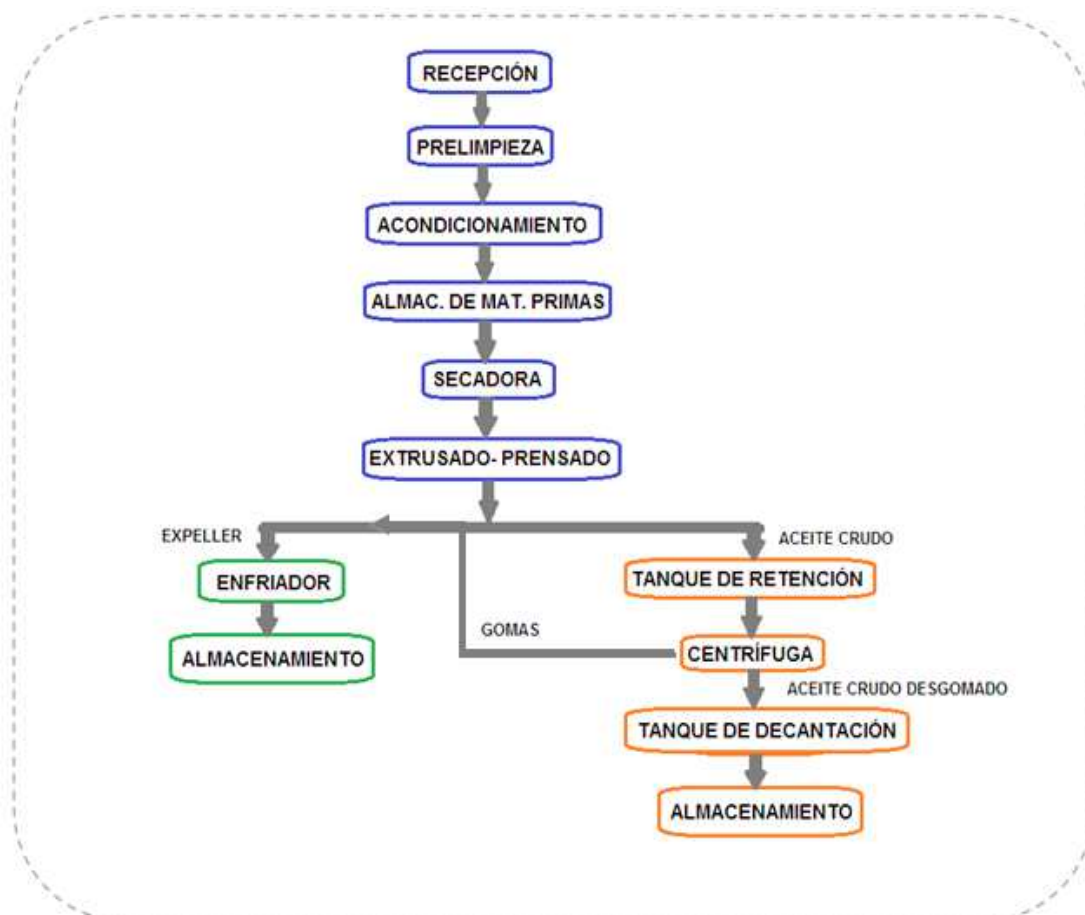 RECEPCIÓN
PRELIMPIEZA
ACONDICIONAMIENTO
ALMAC. DE MAT. PRIMAS
SECADORA
EXTRUSADO- PRENSADO
EXPELLER
ACEITE CRUDO
ENFRIADOR
TANQUE DE RETENCIÓN
GOMAS
ALMACENAMIENTO
CENTRÍFUGA
ACEITE CRUDO DESGOMADO
TANQUE DE DECANTACIÓN
ALMACENAMIENTO